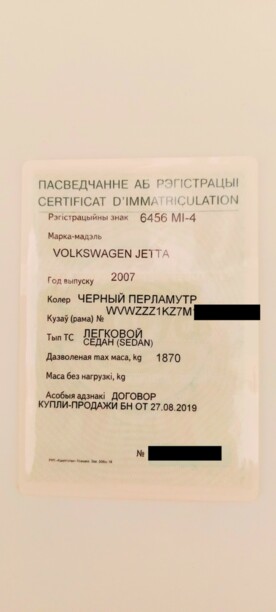 ПАСВЕДЧАННЕ АБ РЭГІСТРАЦЫІ
CERTIFICAT D'IMMATRICULATION
Рэгістрацыйны знак 6456 MI-4
Марка-мадэль
VOLKSWAGEN JETTA
Год выпуску 2007
Колер ЧЕРНЫЙ ПЕРЛАМУТР
Кузаў (рама) № WVWZZZ1KZ7M
Тып ТС ЛЕГКОВОЙ
СЕДАН (SEDAN)
Дазволеная max маса, kg 1870
Маса без нагрузкі, kg
Асобыя адзнакі ДОГОВОР
КУПЛИ-ПРОДАЖИ БН ОТ 27.08.2019
№